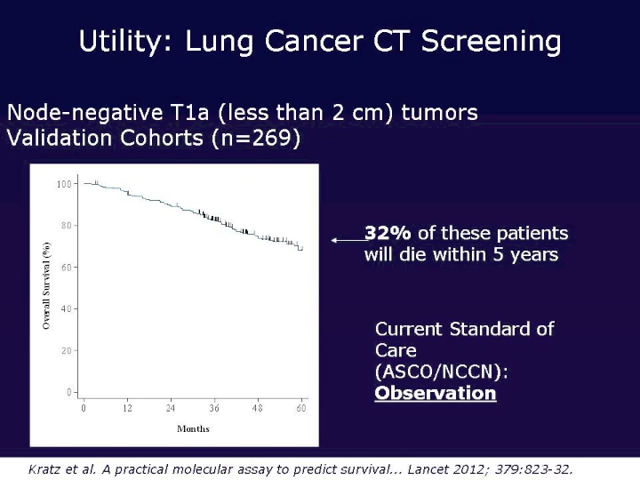 Utility: Lung Cancer CT Screening
Node-negative T1a (less than 2 cm) tumors
Validation Cohorts (n=269)
100
80
60
40
20
0
Overall Survival (%)
0 12 24 36 48 60
Months
32% of these patients
will die within 5 years
Current Standard of
Care
(ASCO/NCCN):
Observation
Kratz et al. A practical molecular assay to predict survival... Lancet 2012; 379:823-32.